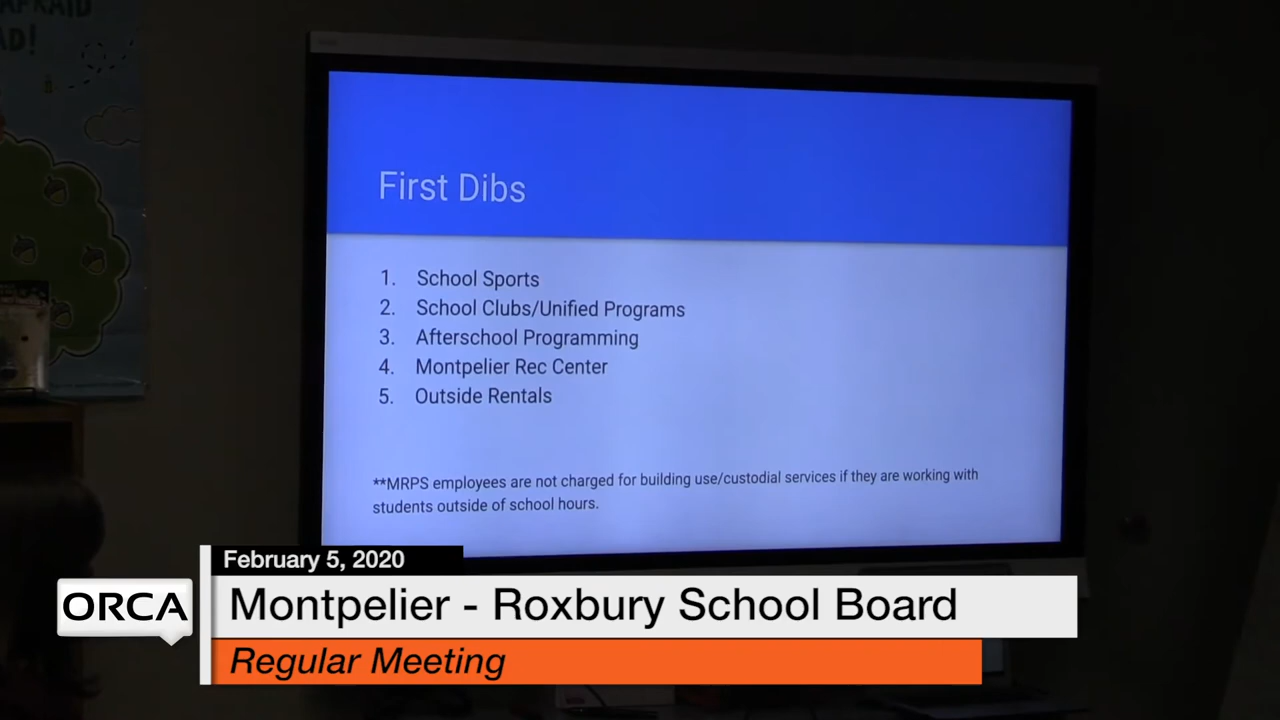 AFRAID
AD!
First Dibs
1. School Sports
2. School Clubs/Unified Programs
3. Afterschool Programming
4. Montpelier Rec Center
5. Outside Rentals
**MRPS employees are not charged for building use/custodial services if they are working with
students outside of school hours.
February 5, 2020
ORCA
Montpelier - Roxbury School Board
Regular Meeting